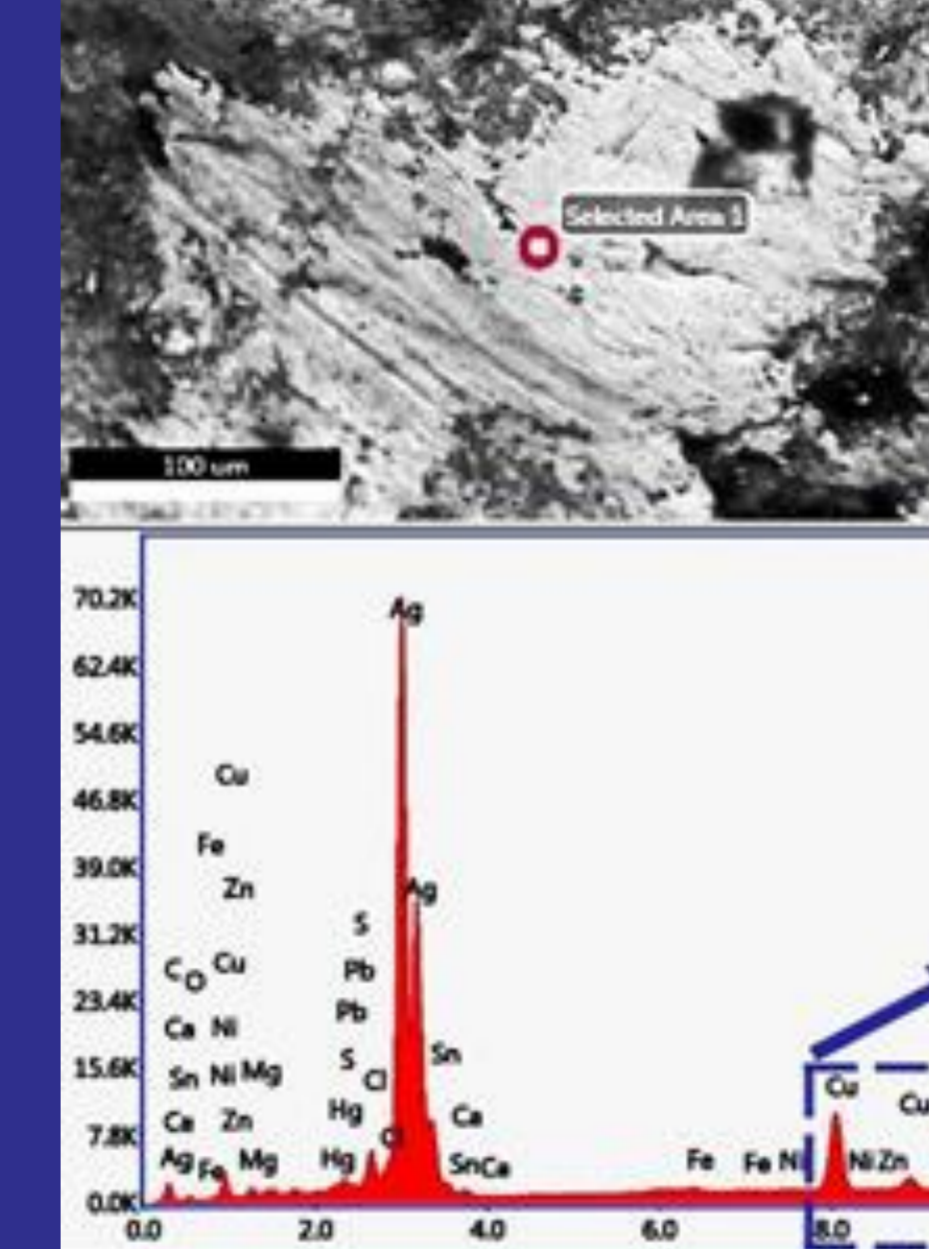 Selected Area 1
100 um
70.2K
Ag
62.4K
54.6K
Cu
46.8K
Fe
39.0K
Zn
Ag
S
31.2K
C O Cu
Pb
23.4K
Pb
Ca Ni
S Sn
15.6K
Sn Ni Mg
Cl
Cu
Cu
Hg
Ca Zn
Ca
7.8K
Cl
Ag Fe Mg Hg Sn Ca Fe Fe Ni Ni Zn
0.0K
0.0 2.0 4.0 6.0 8.0